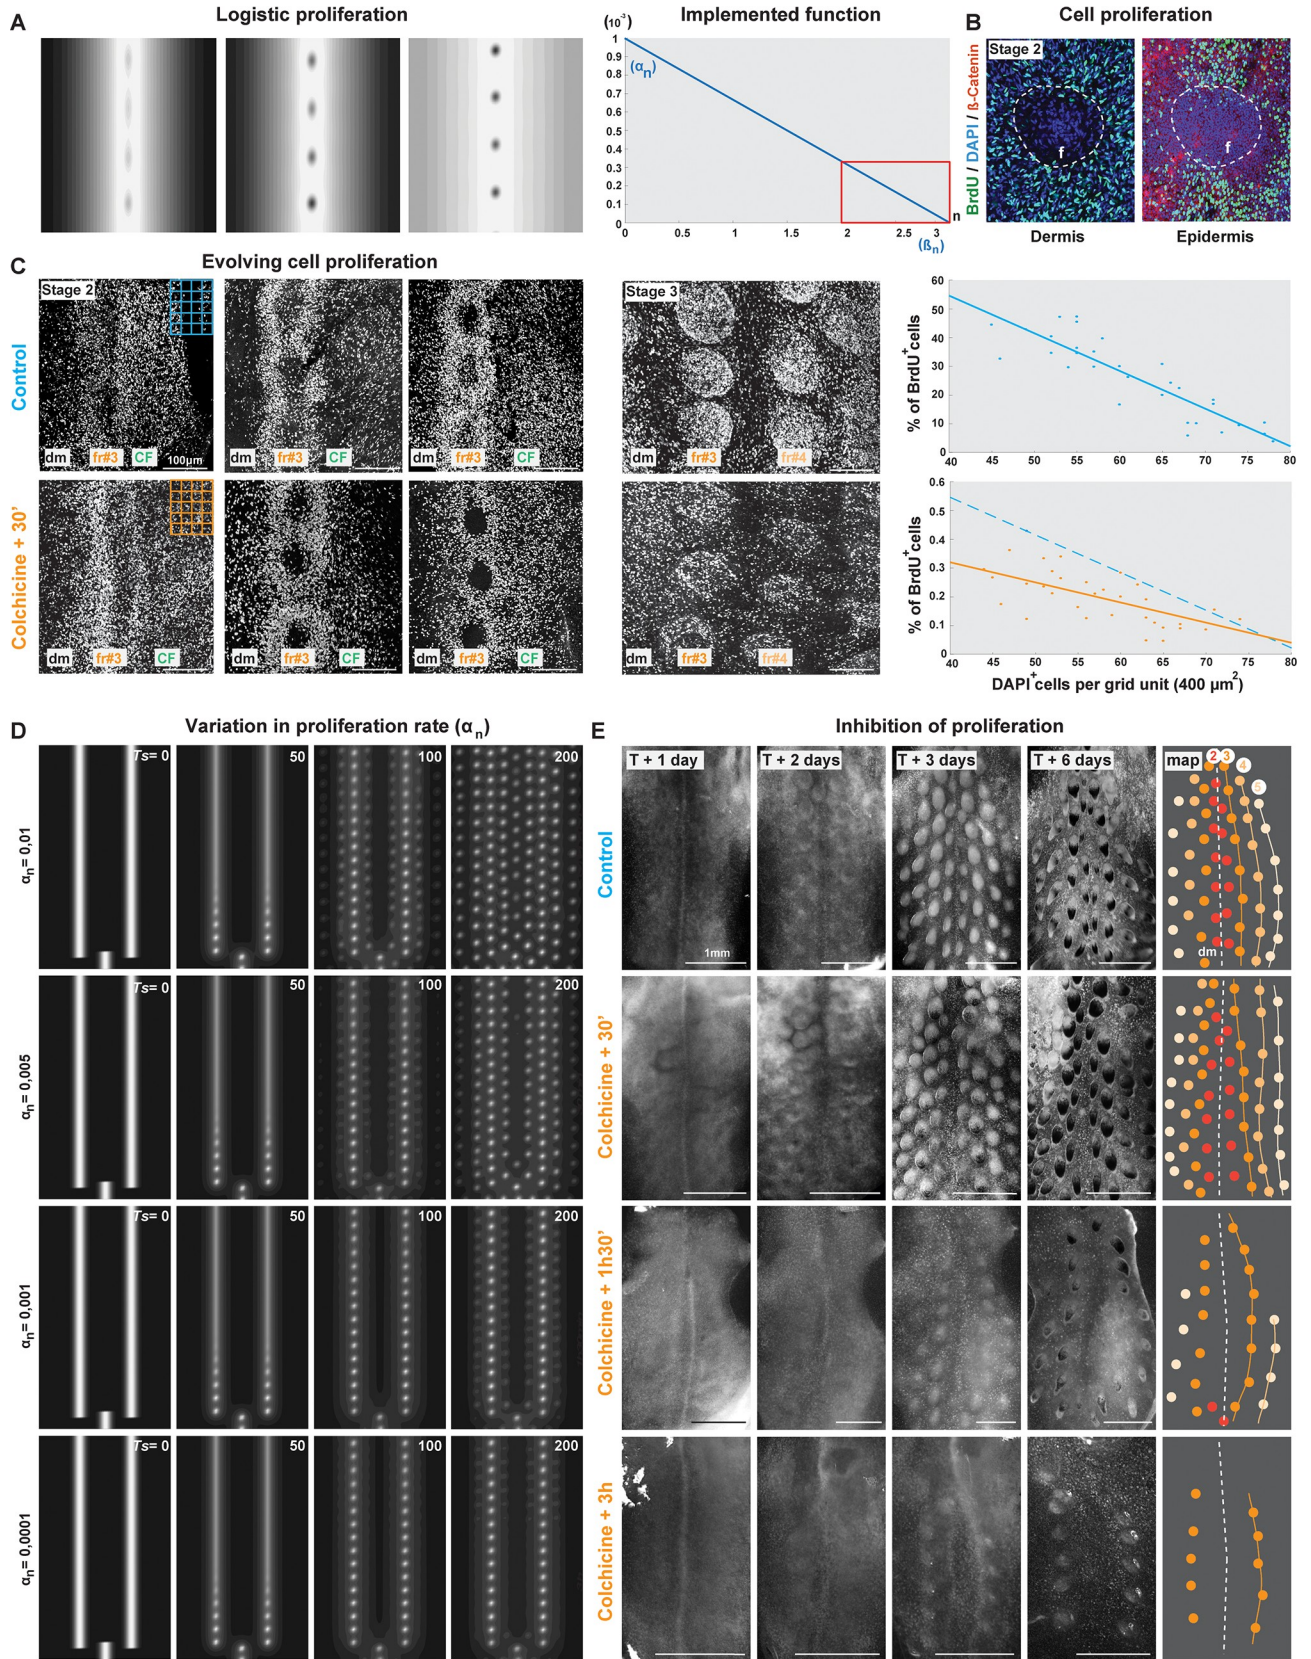 A
Logistic proliferation
Implemented function
(10⁻³)
1
0.9
0.8
0.7
0.6
0.5
0.4
0.3
0.2
0.1
0
(αn)
0 0.5 1 1.5 2 2.5 3
n
(ßn)
B
Cell proliferation
BrdU / DAPI / ß-Catenin
Stage 2
f
f
Dermis
Epidermis
C
Evolving cell proliferation
Control
Stage 2
dm fr#3 CF
100µm
dm fr#3 CF
dm fr#3 CF
Stage 3
dm fr#3 fr#4
% of BrdU⁺cells
60
50
40
30
20
10
0
40 45 50 55 60 65 70 75 80
Colchicine + 30'
dm fr#3 CF
dm fr#3 CF
dm fr#3 CF
dm fr#3 fr#4
% of BrdU⁺cells
0.6
0.5
0.4
0.3
0.2
0.1
0
40 45 50 55 60 65 70 75 80
DAPI⁺cells per grid unit (400 µm²)
D
Variation in proliferation rate (αn)
αn= 0,01
Ts= 0 50 100 200
αn= 0,005
Ts= 0 50 100 200
αn= 0,001
Ts= 0 50 100 200
αn= 0,0001
Ts= 0 50 100 200
E
Inhibition of proliferation
T + 1 day
T + 2 days
T + 3 days
T + 6 days
map
2 3 4 5
Control
1mm
dm
Colchicine + 30'
Colchicine + 1h30'
Colchicine + 3h